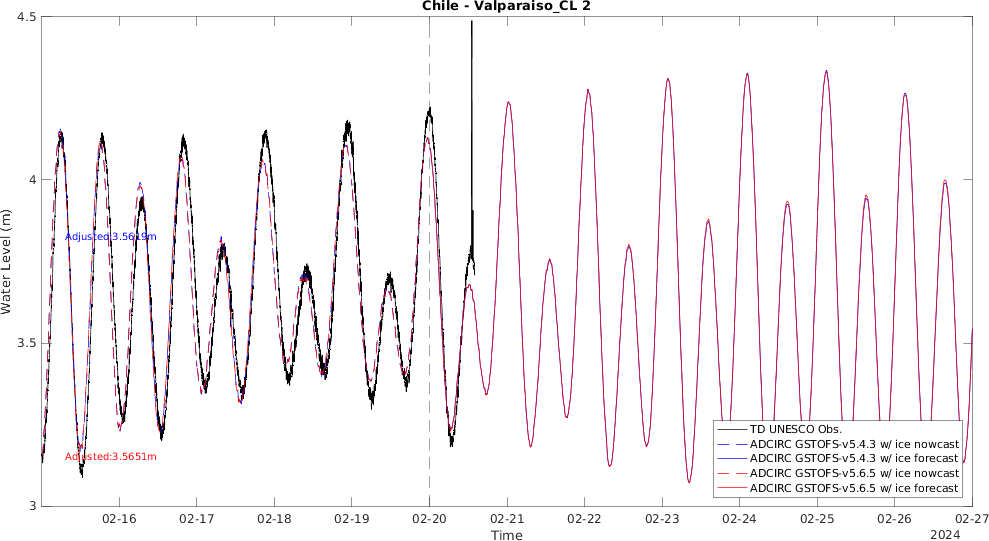 Chile - Valparaiso_CL 2
4.5
4
3.5
3
Water Level (m)
Adjusted:3.5619m
Adjusted:3.5651m
TD UNESCO Obs.
ADCIRC GSTOFS-v5.4.3 w/ ice nowcast
ADCIRC GSTOFS-v5.4.3 w/ ice forecast
ADCIRC GSTOFS-v5.6.5 w/ ice nowcast
ADCIRC GSTOFS-v5.6.5 w/ ice forecast
02-16 02-17 02-18 02-19 02-20 02-21 02-22 02-23 02-24 02-25 02-26 02-27
Time
2024